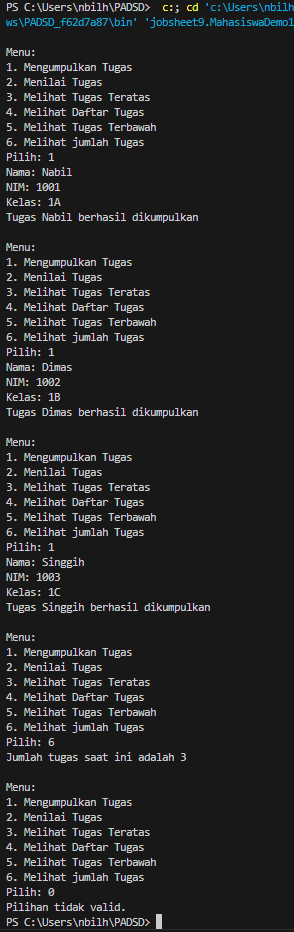 PS C:\Users\nbilh\PADSD>  c:; cd 'c:\Users\nbilh
ws\PADSD_f62d7a87\bin' 'jobsheet9.MahasiswaDemo1
Menu:
1. Mengumpulkan Tugas
2. Menilai Tugas
3. Melihat Tugas Teratas
4. Melihat Daftar Tugas
5. Melihat Tugas Terbawah
6. Melihat jumlah Tugas
Pilih: 1
Nama: Nabil
NIM: 1001
Kelas: 1A
Tugas Nabil berhasil dikumpulkan
Menu:
1. Mengumpulkan Tugas
2. Menilai Tugas
3. Melihat Tugas Teratas
4. Melihat Daftar Tugas
5. Melihat Tugas Terbawah
6. Melihat jumlah Tugas
Pilih: 1
Nama: Dimas
NIM: 1002
Kelas: 1B
Tugas Dimas berhasil dikumpulkan
Menu:
1. Mengumpulkan Tugas
2. Menilai Tugas
3. Melihat Tugas Teratas
4. Melihat Daftar Tugas
5. Melihat Tugas Terbawah
6. Melihat jumlah Tugas
Pilih: 1
Nama: Singgih
NIM: 1003
Kelas: 1C
Tugas Singgih berhasil dikumpulkan
Menu:
1. Mengumpulkan Tugas
2. Menilai Tugas
3. Melihat Tugas Teratas
4. Melihat Daftar Tugas
5. Melihat Tugas Terbawah
6. Melihat jumlah Tugas
Pilih: 6
Jumlah tugas saat ini adalah 3
Menu:
1. Mengumpulkan Tugas
2. Menilai Tugas
3. Melihat Tugas Teratas
4. Melihat Daftar Tugas
5. Melihat Tugas Terbawah
6. Melihat jumlah Tugas
Pilih: 0
Pilihan tidak valid.
PS C:\Users\nbilh\PADSD>